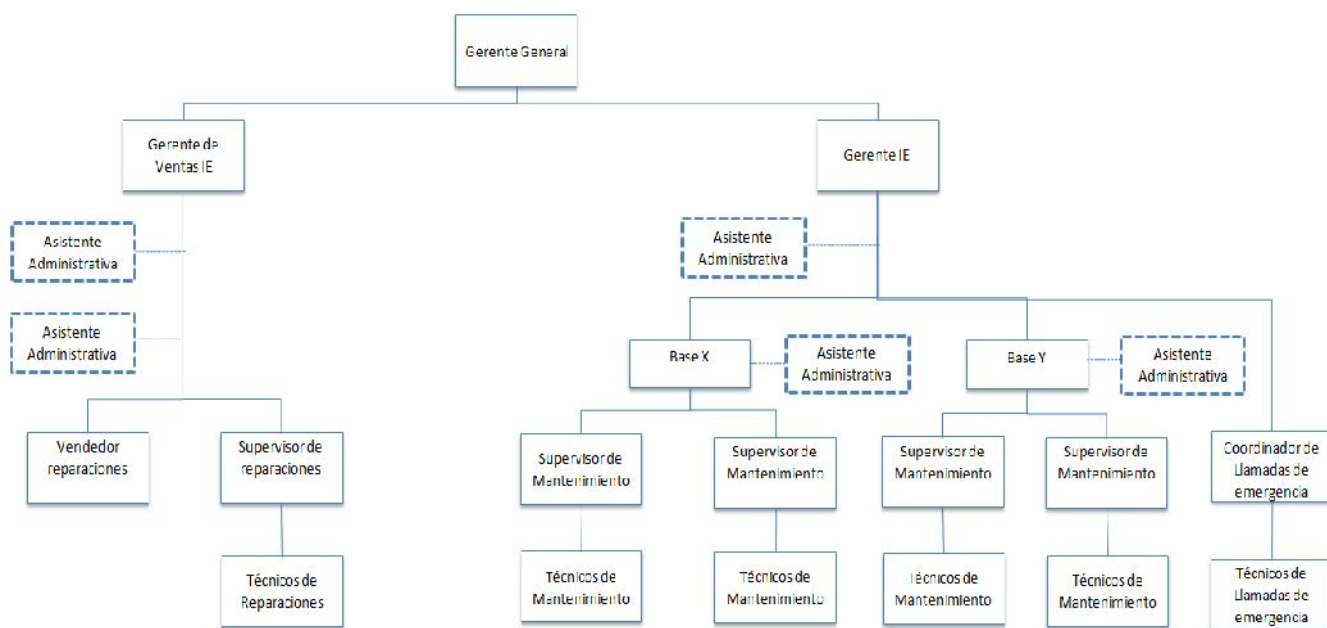 Gerente General
Gerente de
Ventas IE
Gerente IE
Asistente
Administrativa
Asistente
Administrativa
Asistente
Administrativa
Base X
Asistente
Administrativa
Base Y
Asistente
Administrativa
Vendedor
reparaciones
Supervisor de
reparaciones
Supervisor de
Mantenimiento
Supervisor de
Mantenimiento
Supervisor de
Mantenimiento
Supervisor de
Mantenimiento
Coordinador de
Llamadas de
emergencia
Técnicos de
Reparaciones
Técnicos de
Mantenimiento
Técnicos de
Mantenimiento
Técnicos de
Mantenimiento
Técnicos de
Mantenimiento
Técnicos de
Llamadas de
emergencia